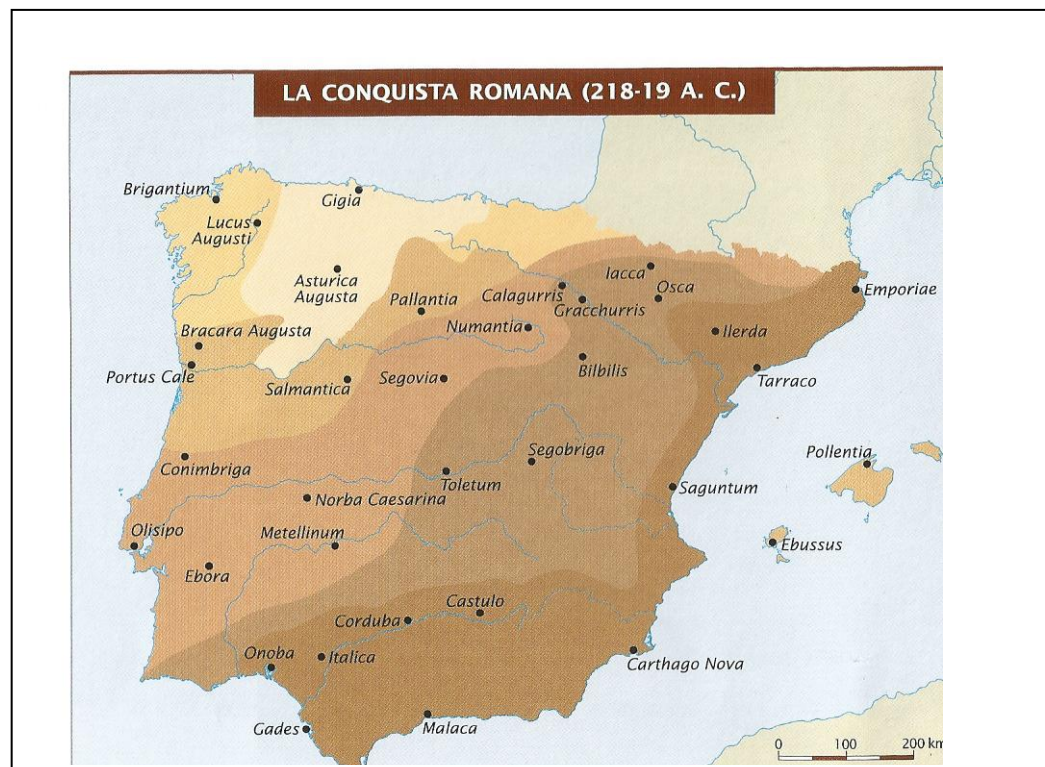 LA CONQUISTA ROMANA (218-19 A. C.)
Brigantium
Gigia
Lucus
Augusti
Asturica
Augusta
Iacca
Osca
Emporiae
Pallantia
Calagurris
Gracchurris
Bracara Augusta
Numantia
Ilerda
Portus Cale
Salmantica
Segovia
Bilbilis
Tarraco
Conimbriga
Segobriga
Pollentia
Toletum
Norba Caesarina
Saguntum
Olisipo
Metellinum
Ebussus
Ebora
Castulo
Corduba
Onoba
Italica
Carthago Nova
Gades
Malaca
0 100 200 km